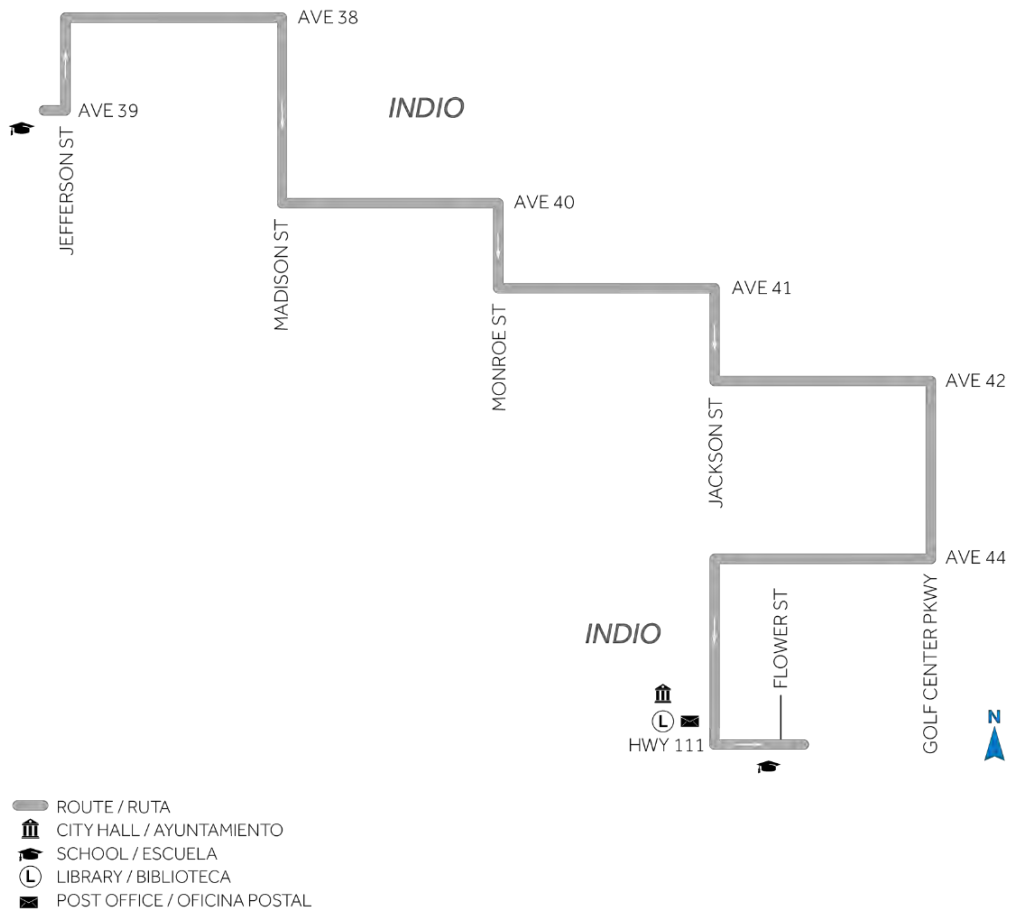 AVE 38
INDIO
AVE 39
JEFFERSON ST
AVE 40
MADISON ST
AVE 41
MONROE ST
AVE 42
JACKSON ST
AVE 44
GOLF CENTER PKWY
FLOWER ST
INDIO
L
HWY 111
N
ROUTE / RUTA
CITY HALL / AYUNTAMIENTO
SCHOOL / ESCUELA
L LIBRARY / BIBLIOTECA
POST OFFICE / OFICINA POSTAL